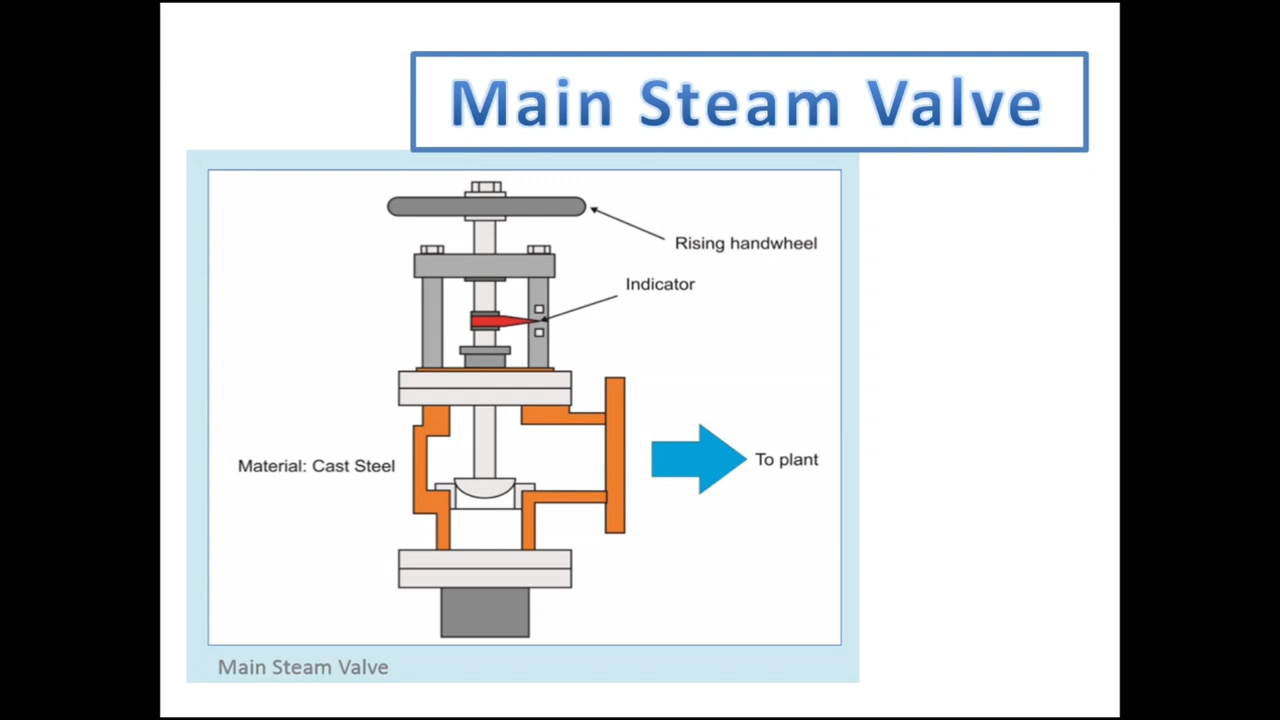 Main Steam Valve
Rising handwheel
Indicator
Material: Cast Steel
To plant
Main Steam Valve